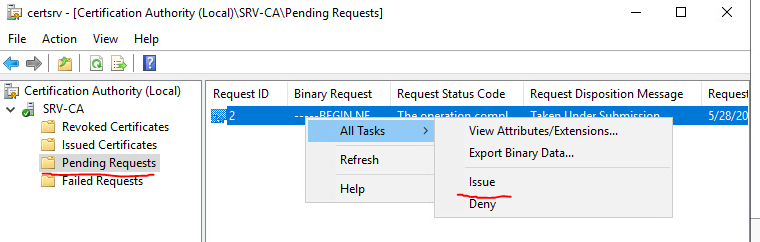 certsrv - [Certification Authority (Local)\SRV-CA\Pending Requests]
File Action View Help
Certification Authority (Local)
SRV-CA
Revoked Certificates
Issued Certificates
Pending Requests
Failed Requests
Request ID Binary Request Request Status Code Request Disposition Message Request
2 -----BEGIN NE... The operation compl... Taken Under Submission 5/28/20
All Tasks
Refresh
Help
View Attributes/Extensions...
Export Binary Data...
Issue
Deny